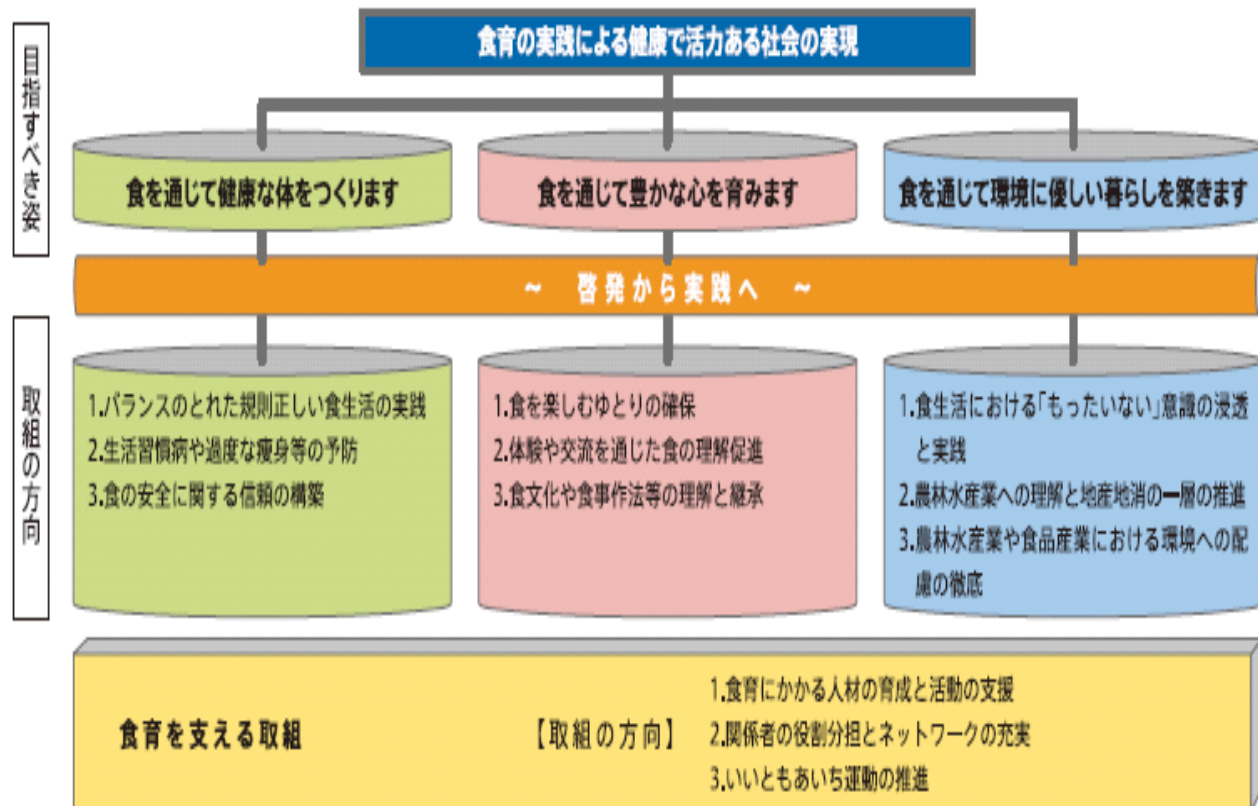 目指すべき姿
食育の実践による健康で活力ある社会の実現
食を通じて健康な体をつくります
食を通じて豊かな心を育みます
食を通じて環境に優しい暮らしを築きます
～ 啓発から実践へ ～
取組の方向
1.バランスのとれた規則正しい食生活の実践
2.生活習慣病や過度な痩身等の予防
3.食の安全に関する信頼の構築
1.食を楽しむゆとりの確保
2.体験や交流を通じた食の理解促進
3.食文化や食事作法等の理解と継承
1.食生活における「もったいない」意識の浸透
と実践
2.農林水産業への理解と地産地消の一層の推進
3.農林水産業や食品産業における環境への配
慮の徹底
食育を支える取組
【取組の方向】
1.食育にかかる人材の育成と活動の支援
2.関係者の役割分担とネットワークの充実
3.いいともあいち運動の推進